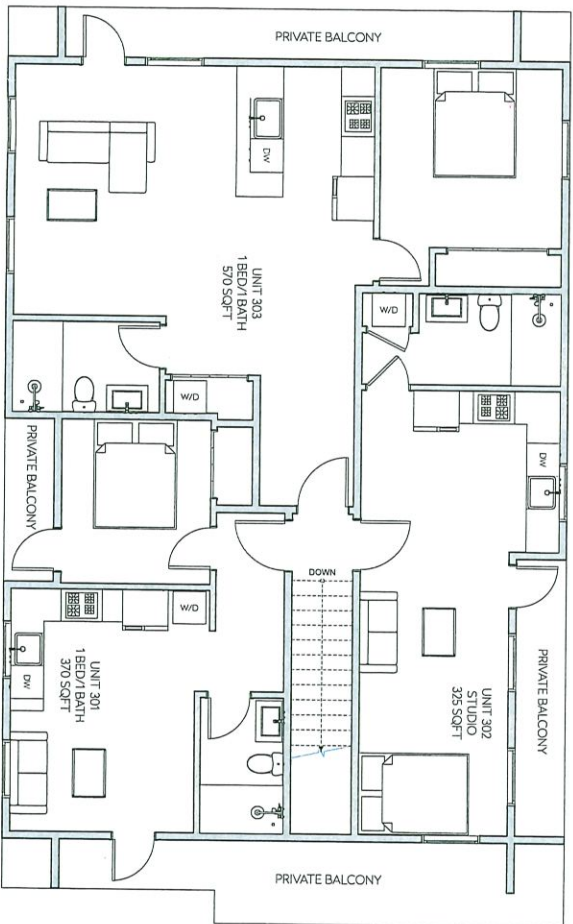 PRIVATE BALCONY
DW
UNIT 303
1 BED/1 BATH
570 SQFT
W/D
W/D
DW
PRIVATE BALCONY
DOWN
W/D
UNIT 301
1 BED/1 BATH
370 SQFT
DW
UNIT 302
STUDIO
325 SQFT
PRIVATE BALCONY
PRIVATE BALCONY